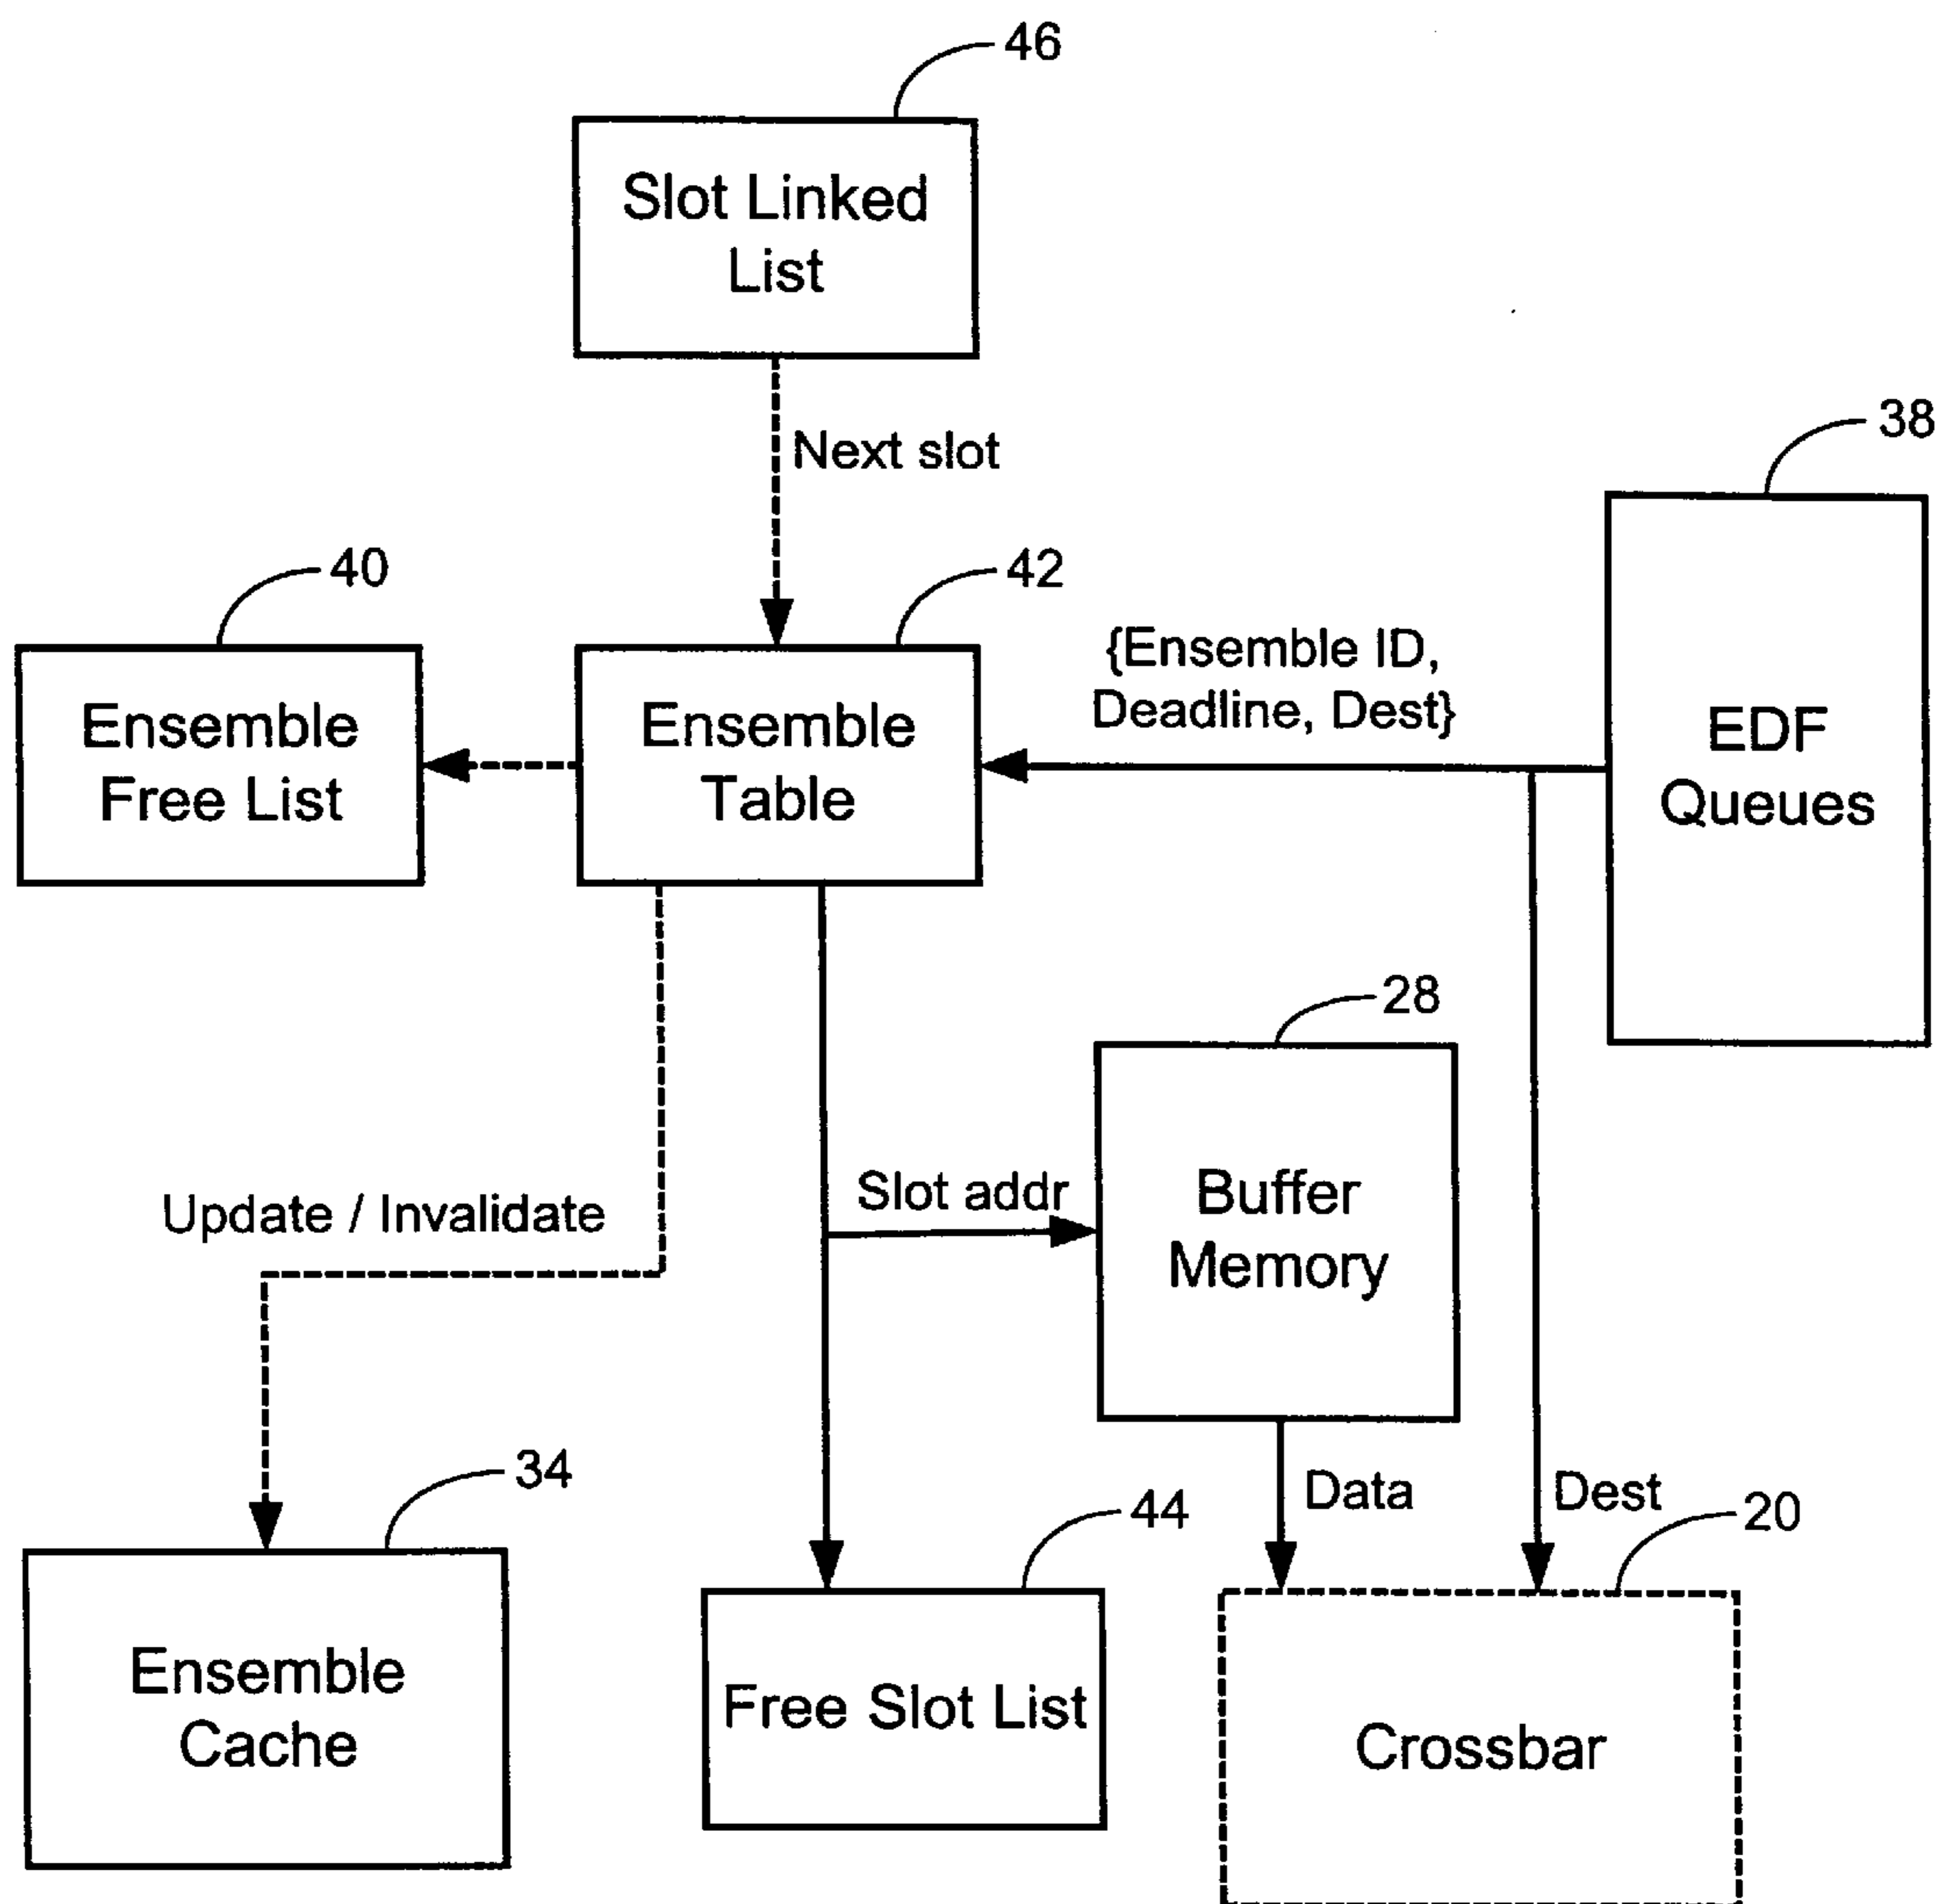 46
Slot Linked
List
Next slot
38
40
42
{Ensemble ID,
Deadline, Dest}
Ensemble
Free List
Ensemble
Table
EDF
Queues
28
Slot addr
Buffer
Memory
Update / Invalidate
34
44
Data
Dest
20
Ensemble
Cache
Free Slot List
Crossbar